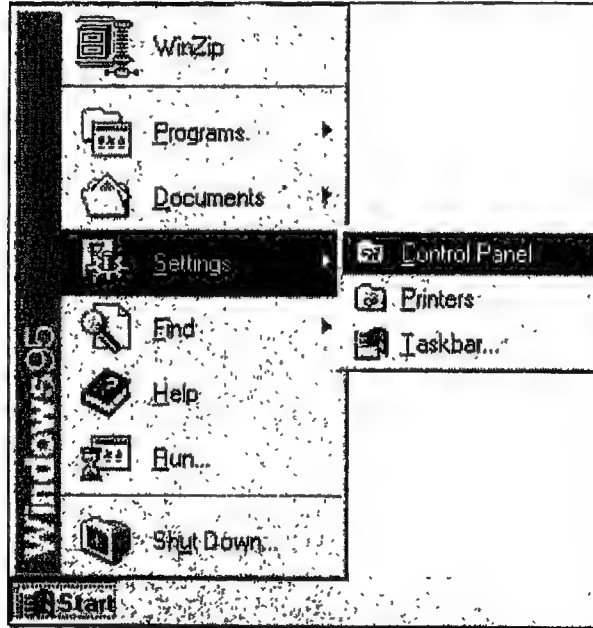 WinZip
Programs
Documents
Settings
Control Panel
Printers
Taskbar...
Find
Help
Run...
Shut Down...
Windows95
Start